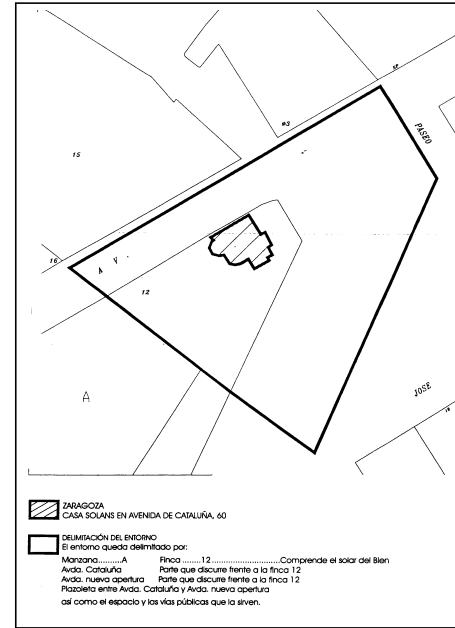 SP
#3
PASEO
15
16
A V.
12
A
JOSE
18
ZARAGOZA
CASA SOLANS EN AVENIDA DE CATALUÑA, 60
DELIMITACIÓN DEL ENTORNO
El entorno queda delimitado por:
Manzana..........A Finca ........12.............................Comprende el solar del Bien
Avda. Cataluña Parte que discurre frente a la finca 12
Avda. nueva apertura Parte que discurre frente a la finca 12
Plazoleta entre Avda. Cataluña y Avda. nueva apertura
así como el espacio y las vías públicas que la sirven.